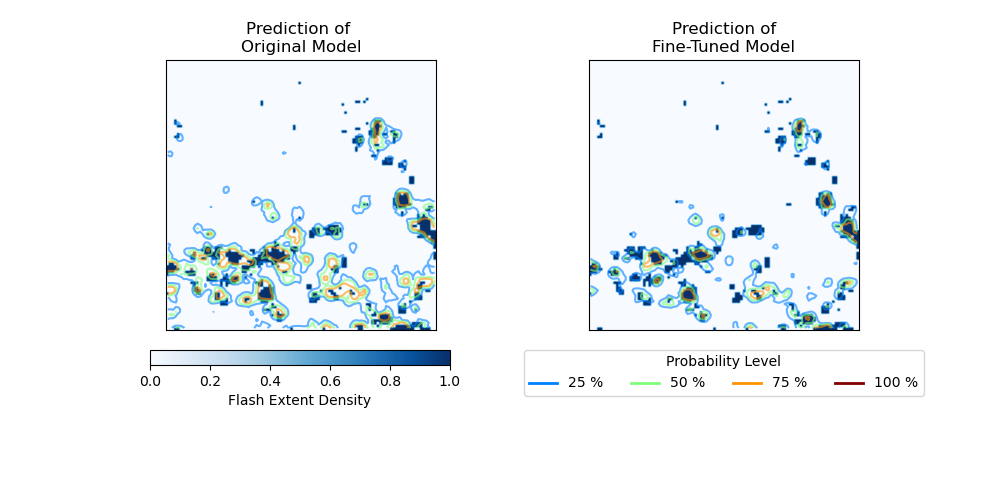 Prediction of
Original Model
Prediction of
Fine-Tuned Model
0.0 0.2 0.4 0.6 0.8 1.0
Flash Extent Density
Probability Level
25 % 50 % 75 % 100 %